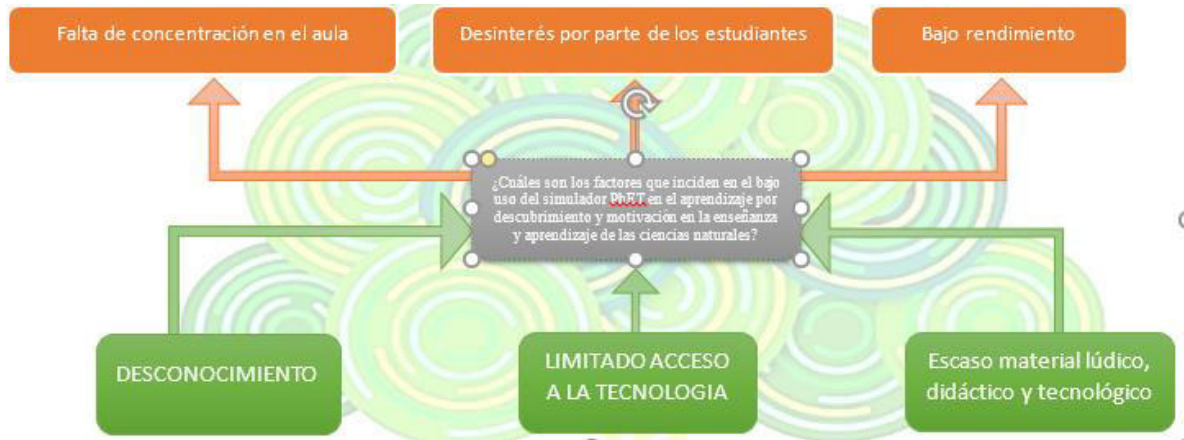 Falta de concentración en el aula
Desinterés por parte de los estudiantes
Bajo rendimiento
¿Cuáles son los factores que inciden en el bajo
uso del simulador PhET en el aprendizaje por
descubrimiento y motivación en la enseñanza
y aprendizaje de las ciencias naturales?
DESCONOCIMIENTO
LIMITADO ACCESO
A LA TECNOLOGIA
Escaso material lúdico,
didáctico y tecnológico